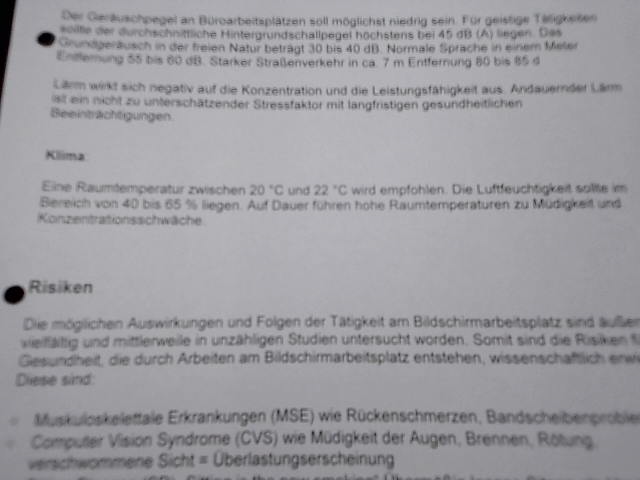 Der Geräuschpegel an Büroarbeitsplätzen soll möglichst niedrig sein. Für geistige Tätigkeiten
sollte der durchschnittliche Hintergrundschallpegel höchstens bei 45 dB (A) liegen. Das
Grundgeräusch in der freien Natur beträgt 30 bis 40 dB. Normale Sprache in einem Meter
Entfernung 55 bis 60 dB. Starker Straßenverkehr in ca. 7 m Entfernung 80 bis 85 d
Lärm wirkt sich negativ auf die Konzentration und die Leistungsfähigkeit aus. Andauernder Lärm
ist ein nicht zu unterschätzender Stressfaktor mit langfristigen gesundheitlichen
Beeinträchtigungen.
Klima:
Eine Raumtemperatur zwischen 20 °C und 22 °C wird empfohlen. Die Luftfeuchtigkeit sollte im
Bereich von 40 bis 65 % liegen. Auf Dauer führen hohe Raumtemperaturen zu Müdigkeit und
Konzentrationsschwäche.
Risiken
Die möglichen Auswirkungen und Folgen der Tätigkeit am Bildschirmarbeitsplatz sind äußer
vielfältig und mittlerweile in unzähligen Studien untersucht worden. Somit sind die Risiken fü
Gesundheit, die durch Arbeiten am Bildschirmarbeitsplatz entstehen, wissenschaftlich erwi
Diese sind:
Muskuloskelettale Erkrankungen (MSE) wie Rückenschmerzen, Bandscheibenproble
Computer Vision Syndrome (CVS) wie Müdigkeit der Augen, Brennen, Rötung,
verschwommene Sicht = Überlastungserscheinung